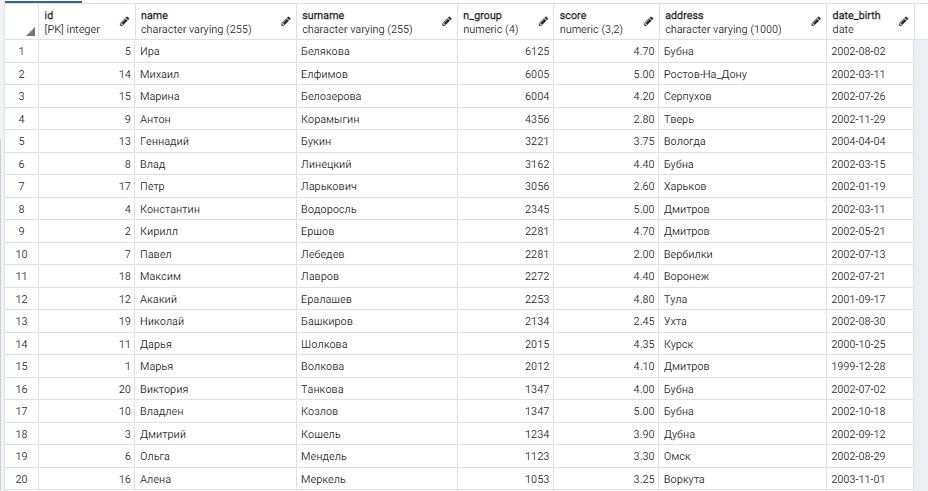 id name surname n_group score address date_birth
[PK] integer character varying (255) character varying (255) numeric (4) numeric (3,2) character varying (1000) date
1 5 Ира Белякова 6125 4.70 Бубна 2002-08-02
2 14 Михаил Елфимов 6005 5.00 Ростов-На_Дону 2002-03-11
3 15 Марина Белозерова 6004 4.20 Серпухов 2002-07-26
4 9 Антон Корамыгин 4356 2.80 Тверь 2002-11-29
5 13 Геннадий Букин 3221 3.75 Вологда 2004-04-04
6 8 Влад Линецкий 3162 4.40 Бубна 2002-03-15
7 17 Петр Ларькович 3056 2.60 Харьков 2002-01-19
8 4 Константин Водоросль 2345 5.00 Дмитров 2002-03-11
9 2 Кирилл Ершов 2281 4.70 Дмитров 2002-05-21
10 7 Павел Лебедев 2281 2.00 Вербилки 2002-07-13
11 18 Максим Лавров 2272 4.40 Воронеж 2002-07-21
12 12 Акакий Ералашев 2253 4.80 Тула 2001-09-17
13 19 Николай Башкиров 2134 2.45 Ухта 2002-08-30
14 11 Дарья Шолкова 2015 4.35 Курск 2000-10-25
15 1 Марья Волкова 2012 4.10 Дмитров 1999-12-28
16 20 Виктория Танкова 1347 4.00 Бубна 2002-07-02
17 10 Владлен Козлов 1347 5.00 Бубна 2002-10-18
18 3 Дмитрий Кошель 1234 3.90 Дубна 2002-09-12
19 6 Ольга Мендель 1123 3.30 Омск 2002-08-29
20 16 Алена Меркель 1053 3.25 Воркута 2003-11-01